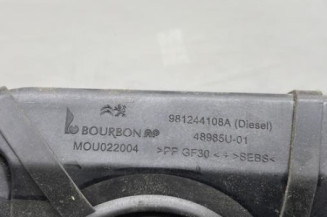 981244108A (Diesel)
BOURBON AP
48985U-01
MOU022004
>PP GF30 < + >SEBS<